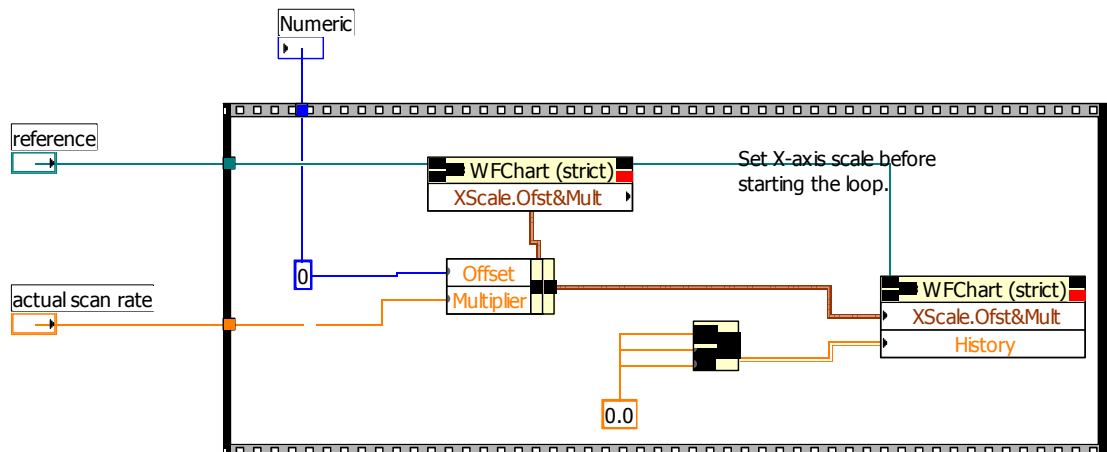 Numeric
reference
WFChart (strict)
XScale.Ofst&Mult
Set X-axis scale before
starting the loop.
0
Offset
Multiplier
actual scan rate
WFChart (strict)
XScale.Ofst&Mult
History
0.0